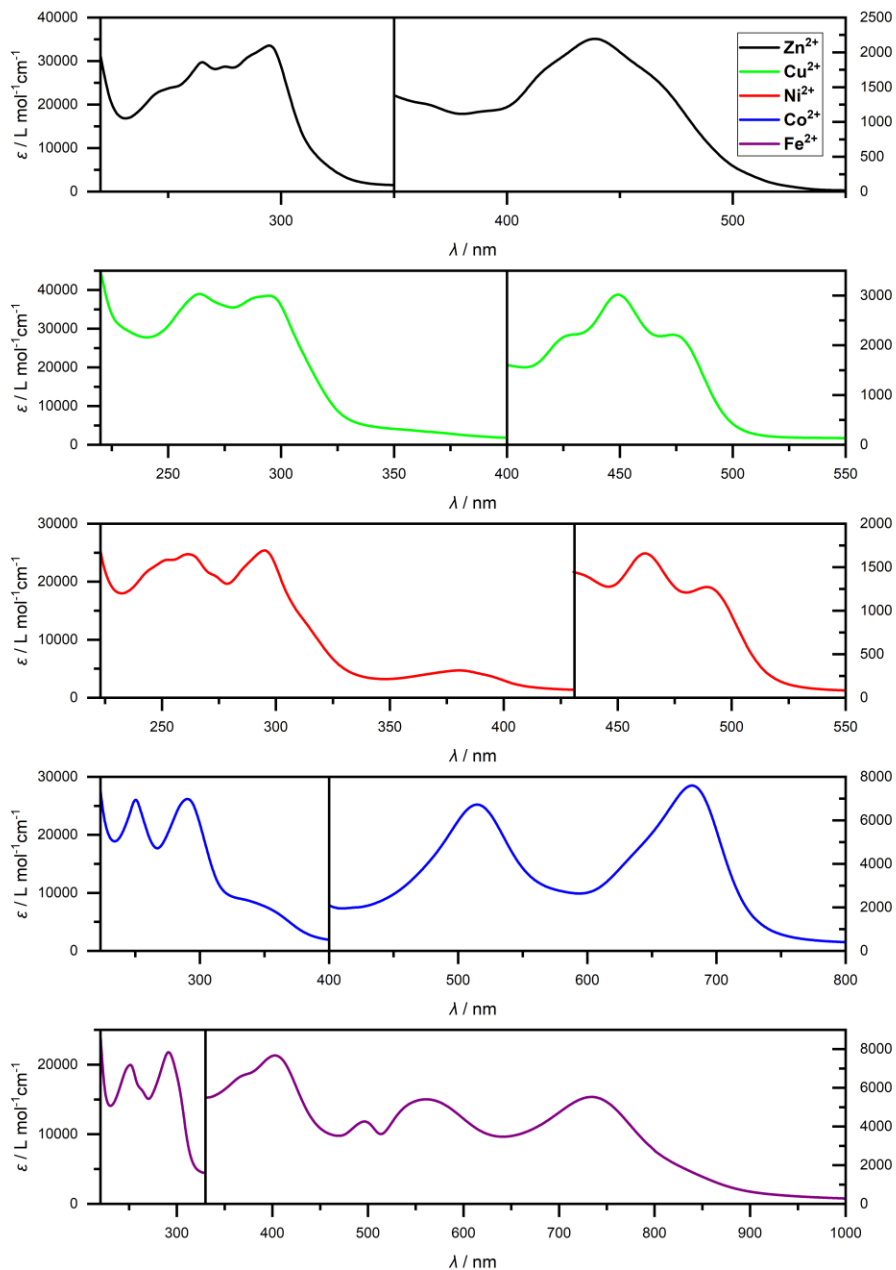 40000 2500
Zn²⁺
Cu²⁺
Ni²⁺
Co²⁺
Fe²⁺
30000 2000
1500
20000
1000
10000
500
0 0
300 400 500
ε / L mol⁻¹cm⁻¹
λ / nm
40000
3000
30000
2000
20000
1000
10000
0 0
250 300 350 400 450 500 550
ε / L mol⁻¹cm⁻¹
λ / nm
30000 2000
1500
20000
1000
10000
500
0 0
250 300 350 400 450 500 550
ε / L mol⁻¹cm⁻¹
λ / nm
30000 8000
6000
20000
4000
10000
2000
0 0
300 400 500 600 700 800
ε / L mol⁻¹cm⁻¹
λ / nm
8000
20000
6000
4000
10000
2000
0 0
300 400 500 600 700 800 900 1000
ε / L mol⁻¹cm⁻¹
λ / nm